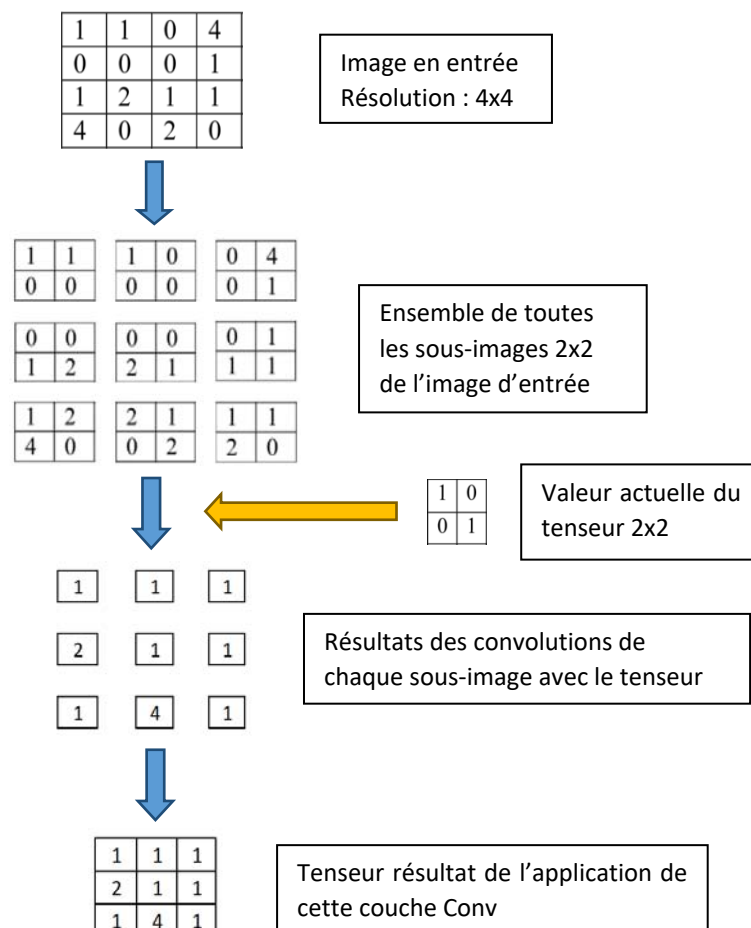 1 1 0 4
0 0 0 1
1 2 1 1
4 0 2 0
Image en entrée
Résolution : 4x4
1 1 1 0 0 4
0 0 0 0 0 1
0 0 0 0 0 1
1 2 2 1 1 1
1 2 2 1 1 1
4 0 0 2 2 0
Ensemble de toutes
les sous-images 2x2
de l’image d’entrée
1 0
0 1
Valeur actuelle du
tenseur 2x2
1 1 1
2 1 1
1 4 1
Résultats des convolutions de
chaque sous-image avec le tenseur
1 1 1
2 1 1
1 4 1
Tenseur résultat de l’application de
cette couche Conv